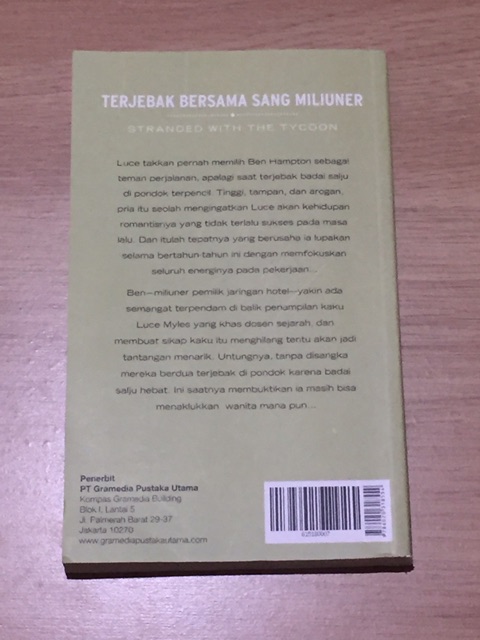 TERJEBAK BERSAMA SANG MILIUNER
STRANDED WITH THE TYCOON
Luce takkan pernah memilih Ben Hampton sebagai
teman perjalanan, apalagi saat terjebak badai salju
di pondok terpencil. Tinggi, tampan, dan arogan,
pria itu seolah mengingatkan Luce akan kehidupan
romantisnya yang tidak terlalu sukses pada masa
lalu. Dan itulah tepatnya yang berusaha ia lupakan
selama bertahun-tahun ini dengan memfokuskan
seluruh energinya pada pekerjaan...
Ben—miliuner pemilik jaringan hotel—yakin ada
semangat terpendam di balik penampilan kaku
Luce Myles yang khas dosen sejarah, dan
membuat sikap kaku itu menghilang tentu akan jadi
tantangan menarik. Untungnya, tanpa disangka
mereka berdua terjebak di pondok karena badai
salju hebat. Ini saatnya membuktikan ia masih bisa
menaklukkan wanita mana pun...
Penerbit
PT Gramedia Pustaka Utama
Kompas Gramedia Building
Blok I, Lantai 5
Jl. Palmerah Barat 29-37
Jakarta 10270
www.gramediapustakautama.com